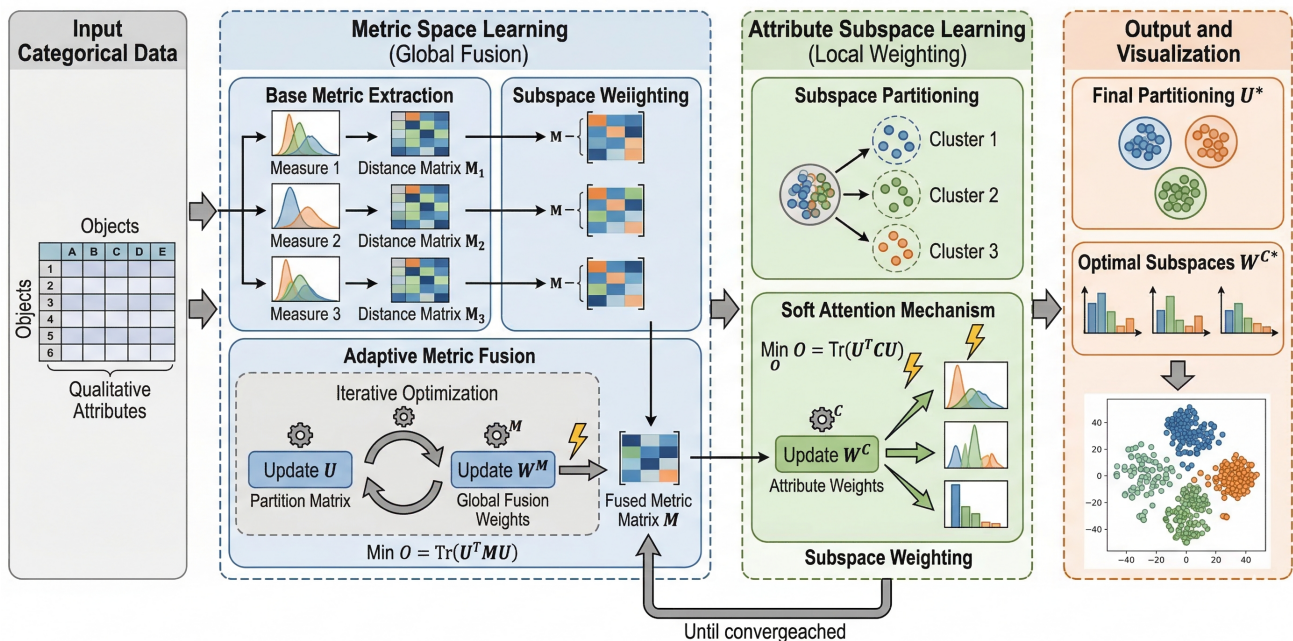 Input
Categorical Data
Objects
Objects
A B C D E
1
2
3
4
5
6
Qualitative
Attributes
Metric Space Learning
(Global Fusion)
Base Metric Extraction
Measure 1
Distance Matrix M₁
Measure 2
Distance Matrix M₂
Measure 3
Distance Matrix M₃
Subspace Weiighting
M
M
M
Adaptive Metric Fusion
Iterative Optimization
Update U
Partition Matrix
M
Update Wᴹ
Global Fusion
Weights
Min O = Tr(UᵀMU)
Fused Metric
Matrix M
Attribute Subspace Learning
(Local Weighting)
Subspace Partitioning
Cluster 1
Cluster 2
Cluster 3
Soft Attention Mechanism
Min O = Tr(UᵀCU)
O
C
Update Wᶜ
Attribute Weights
Subspace Weighting
Until convergeached
Output and
Visualization
Final Partitioning U*
Optimal Subspaces Wᶜ*
40
20
0
−20
−40
−40 −20 0 20 40